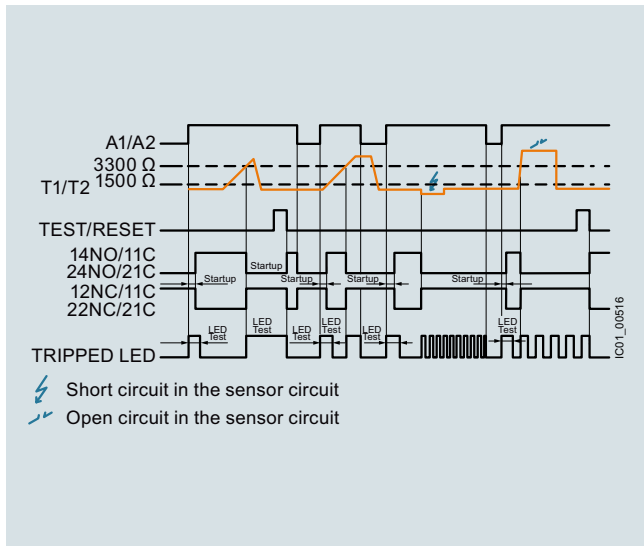 A1/A2
3300 Ω
T1/T2 1500 Ω
TEST/RESET
14NO/11C
24NO/21C
12NC/11C
22NC/21C
Startup Startup Startup Startup Startup
LED Test LED Test LED Test LED Test LED Test LED Test
TRIPPED LED
IC01_00516
Short circuit in the sensor circuit
Open circuit in the sensor circuit